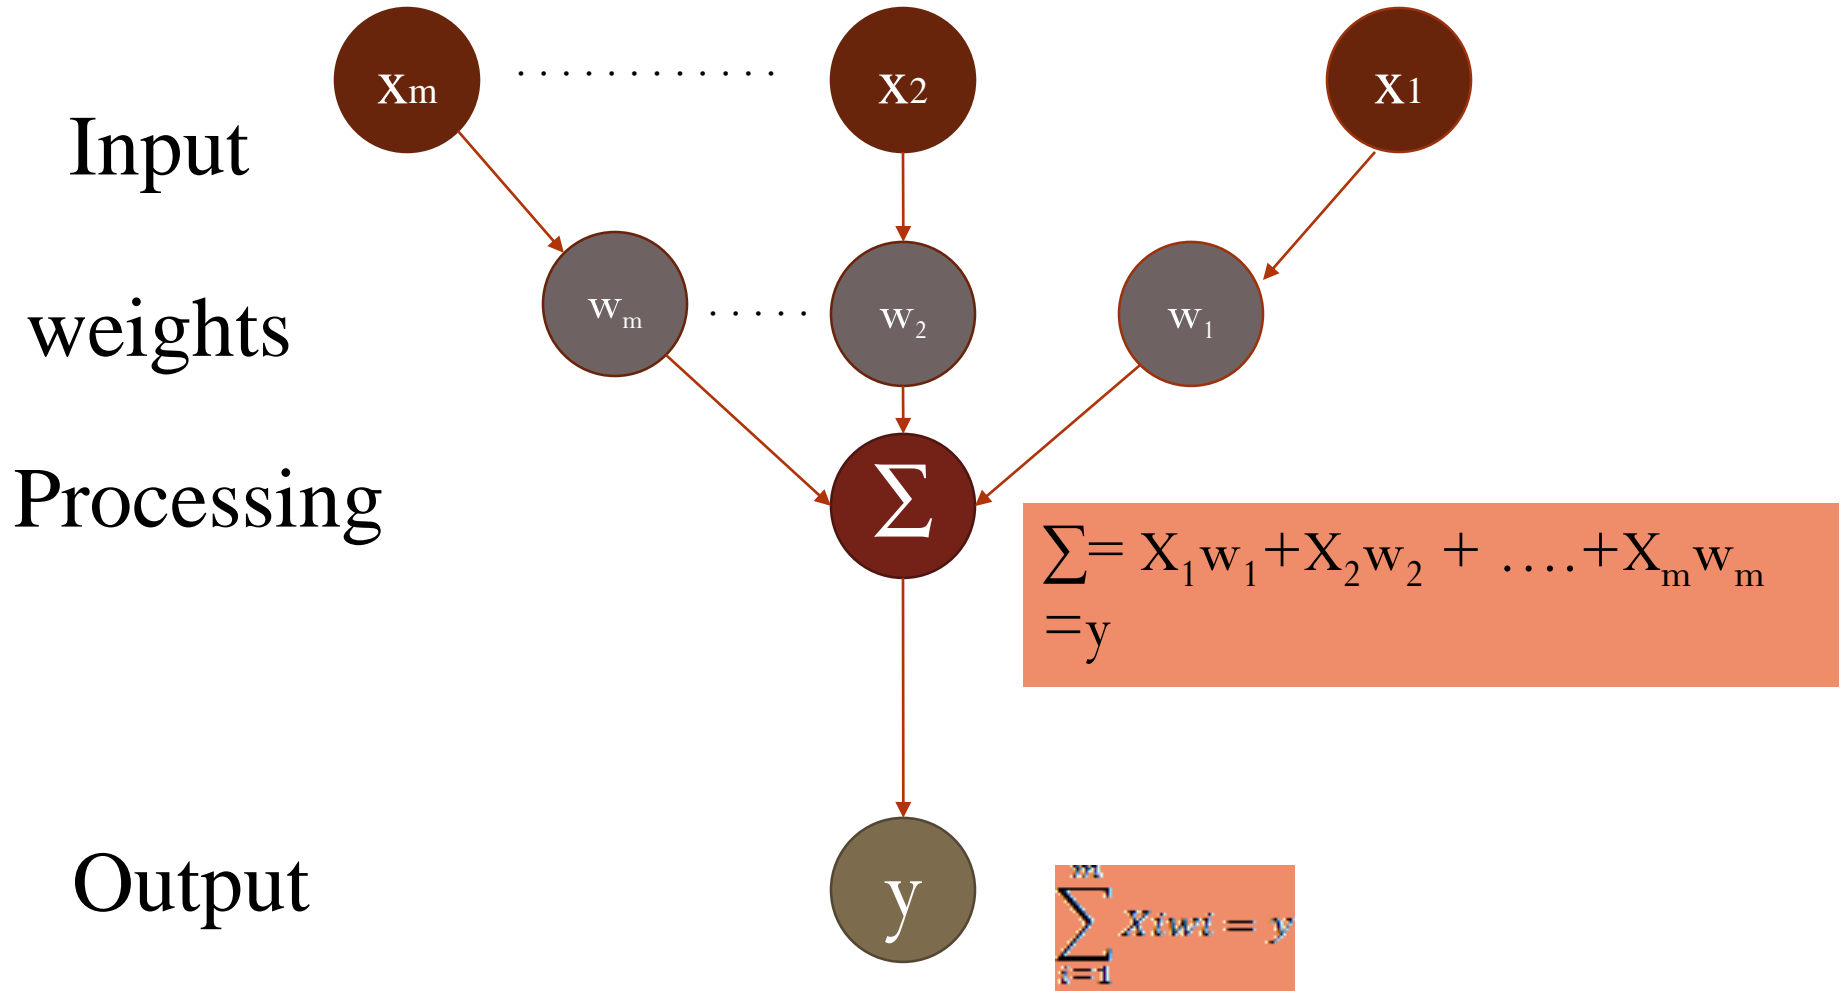 Input
xm ............ x2 x1
weights
wm ..... w2 w1
Processing
Σ
∑= X1w1+X2w2 + ....+Xmwm
=y
Output
y
m
∑ Xiwi = y
i=1